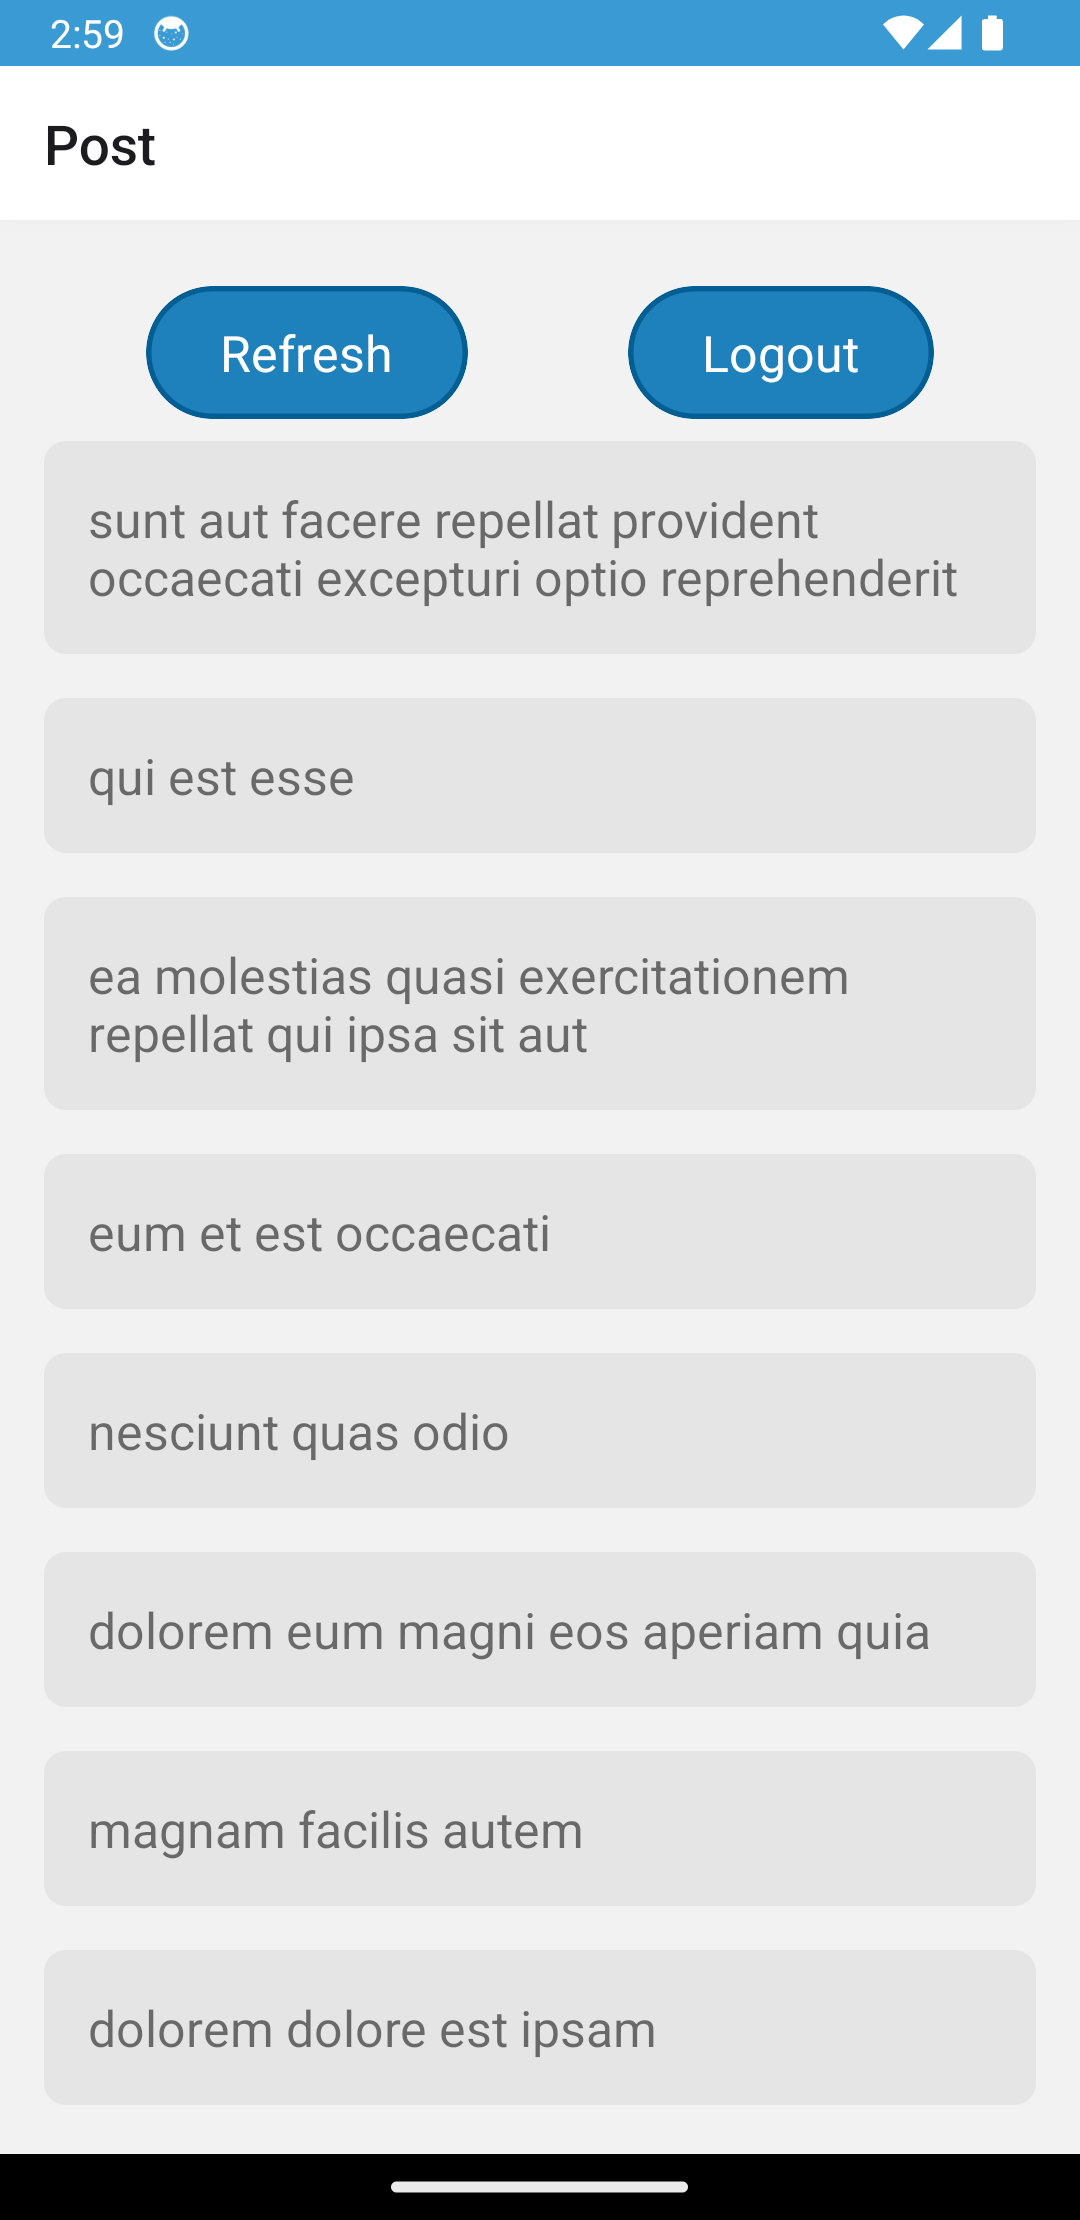 2:59
Post
Refresh
Logout
sunt aut facere repellat provident
occaecati excepturi optio reprehenderit
qui est esse
ea molestias quasi exercitationem
repellat qui ipsa sit aut
eum et est occaecati
nesciunt quas odio
dolorem eum magni eos aperiam quia
magnam facilis autem
dolorem dolore est ipsam